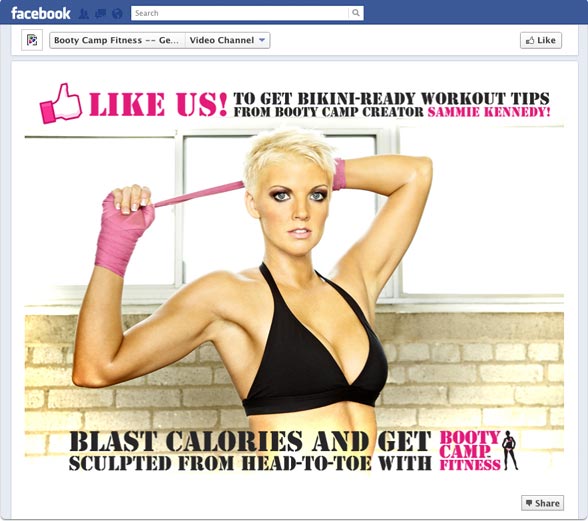 facebook
Search
Booty Camp Fitness -- Ge... Video Channel
Like
LIKE US! TO GET BIKINI-READY WORKOUT TIPS
FROM BOOTY CAMP CREATOR SAMMIE KENNEDY!
BLAST CALORIES AND GET
SCULPTED FROM HEAD-TO-TOE WITH
BOOTY
CAMP
FITNESS
Share